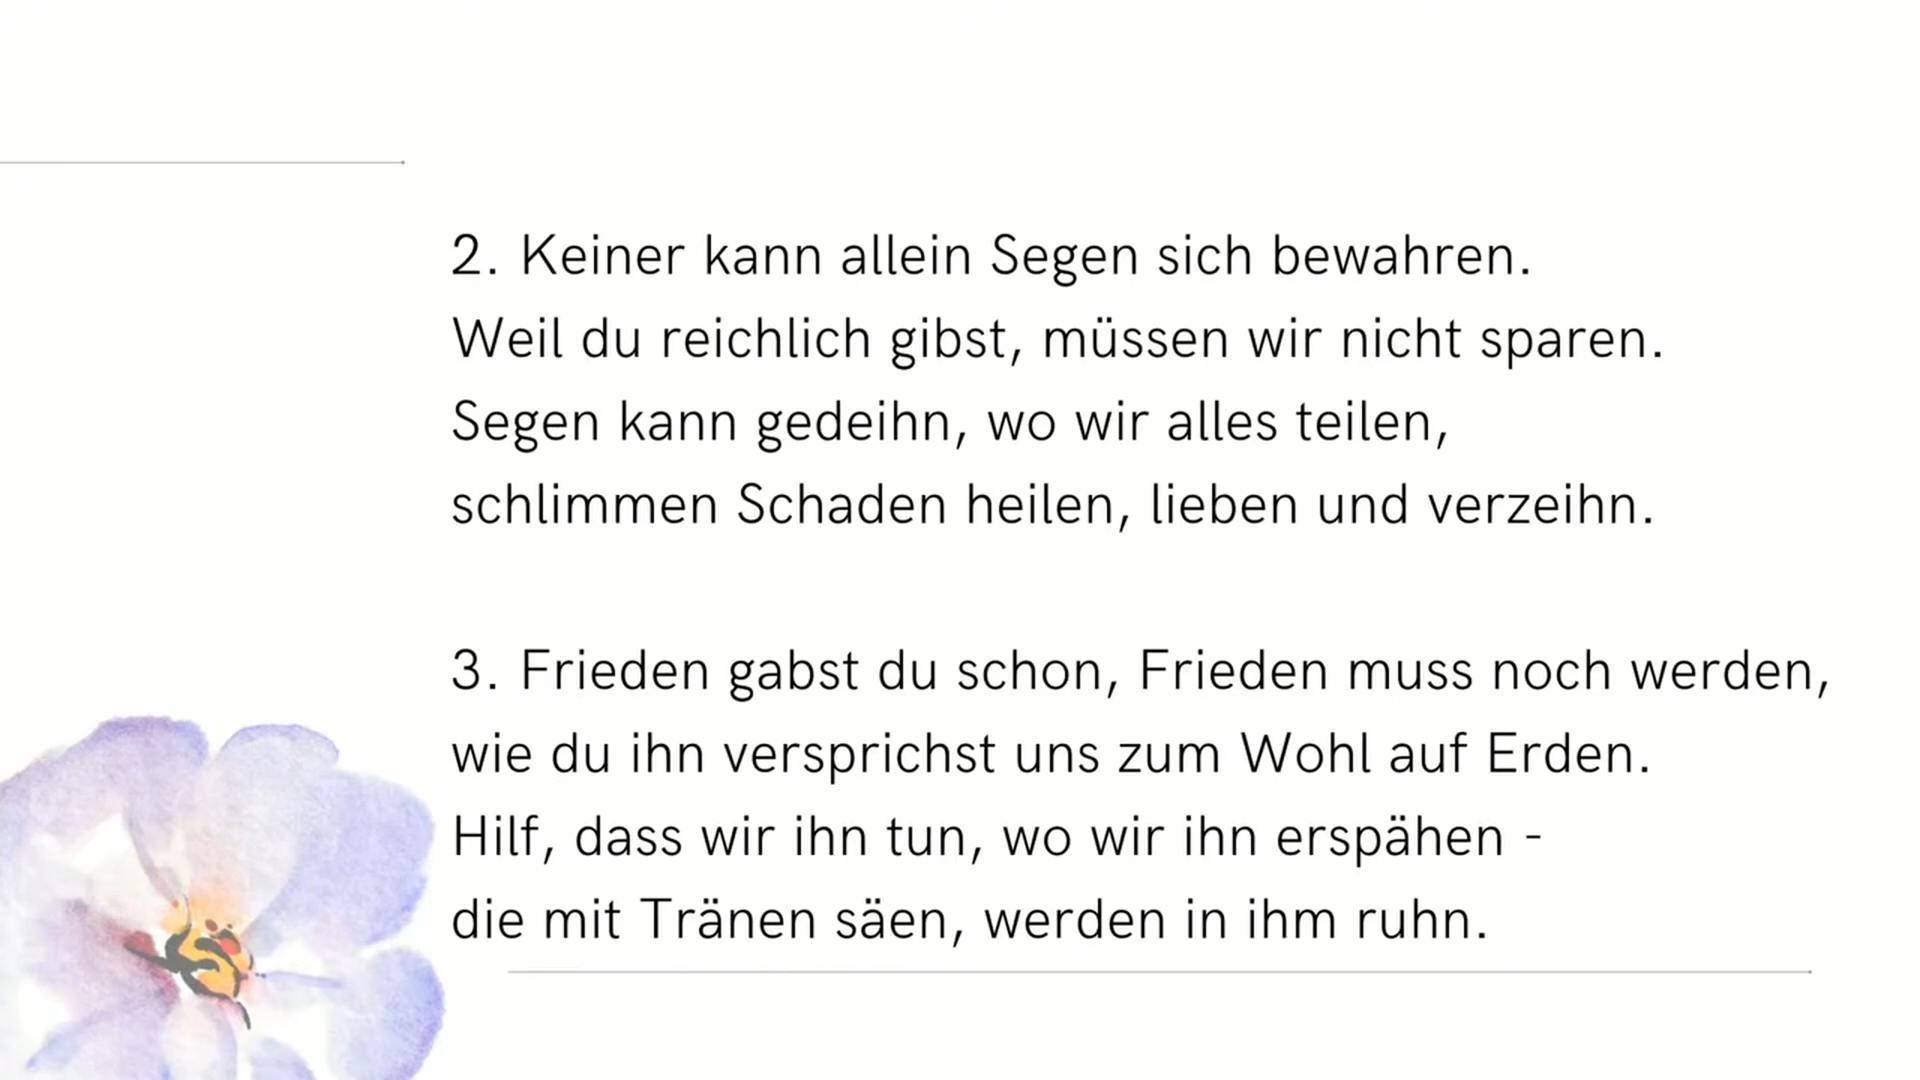 2. Keiner kann allein Segen sich bewahren.
Weil du reichlich gibst, müssen wir nicht sparen.
Segen kann gedeihn, wo wir alles teilen,
schlimmen Schaden heilen, lieben und verzeihn.
3. Frieden gabst du schon, Frieden muss noch werden,
wie du ihn versprichst uns zum Wohl auf Erden.
Hilf, dass wir ihn tun, wo wir ihn erspähen -
die mit Tränen säen, werden in ihm ruhn.